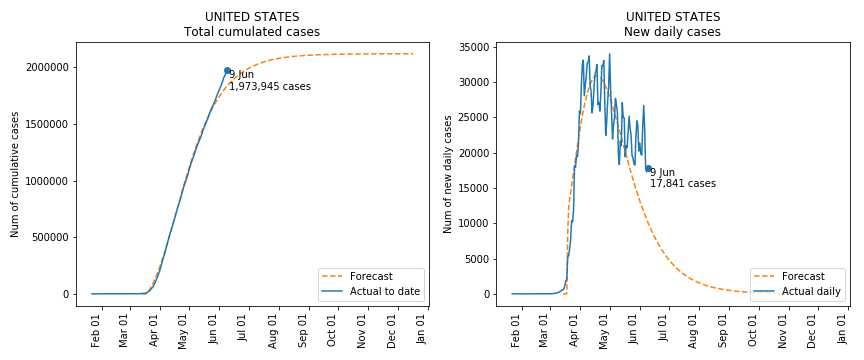 UNITED STATES
Total cumulated cases
Num of cumulative cases
2000000
1500000
1000000
500000
0
9 Jun
1,973,945 cases
Forecast
Actual to date
Feb 01
Mar 01
Apr 01
May 01
Jun 01
Jul 01
Aug 01
Sep 01
Oct 01
Nov 01
Dec 01
Jan 01
UNITED STATES
New daily cases
Num of new daily cases
35000
30000
25000
20000
15000
10000
5000
0
9 Jun
17,841 cases
Forecast
Actual daily
Feb 01
Mar 01
Apr 01
May 01
Jun 01
Jul 01
Aug 01
Sep 01
Oct 01
Nov 01
Dec 01
Jan 01